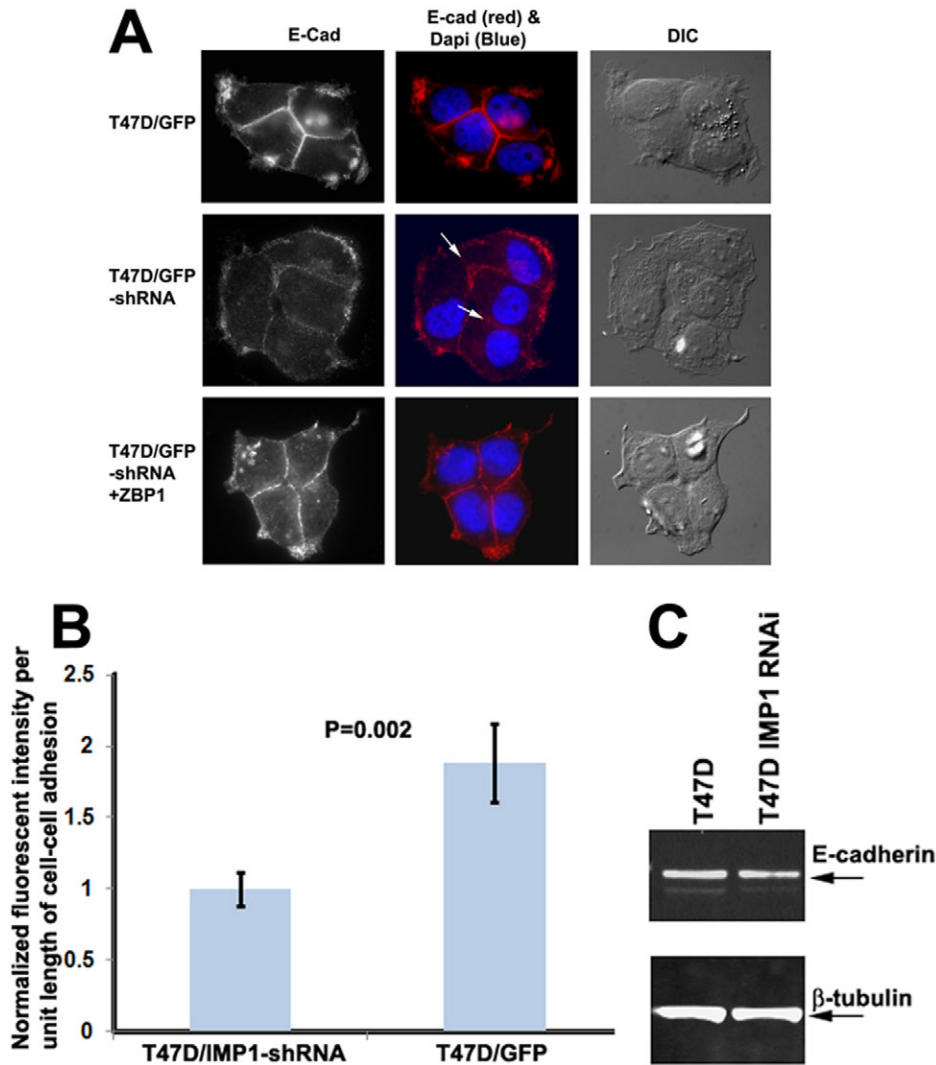 A
E-Cad
E-cad (red) &
Dapi (Blue)
DIC
T47D/GFP
T47D/GFP
-shRNA
T47D/GFP
-shRNA
+ZBP1
B
Normalized fluorescent intensity per
unit length of cell-cell adhesion
2.5
2
1.5
1
0.5
0
P=0.002
T47D/IMP1-shRNA
T47D/GFP
C
T47D
T47D IMP1 RNAi
E-cadherin
β-tubulin